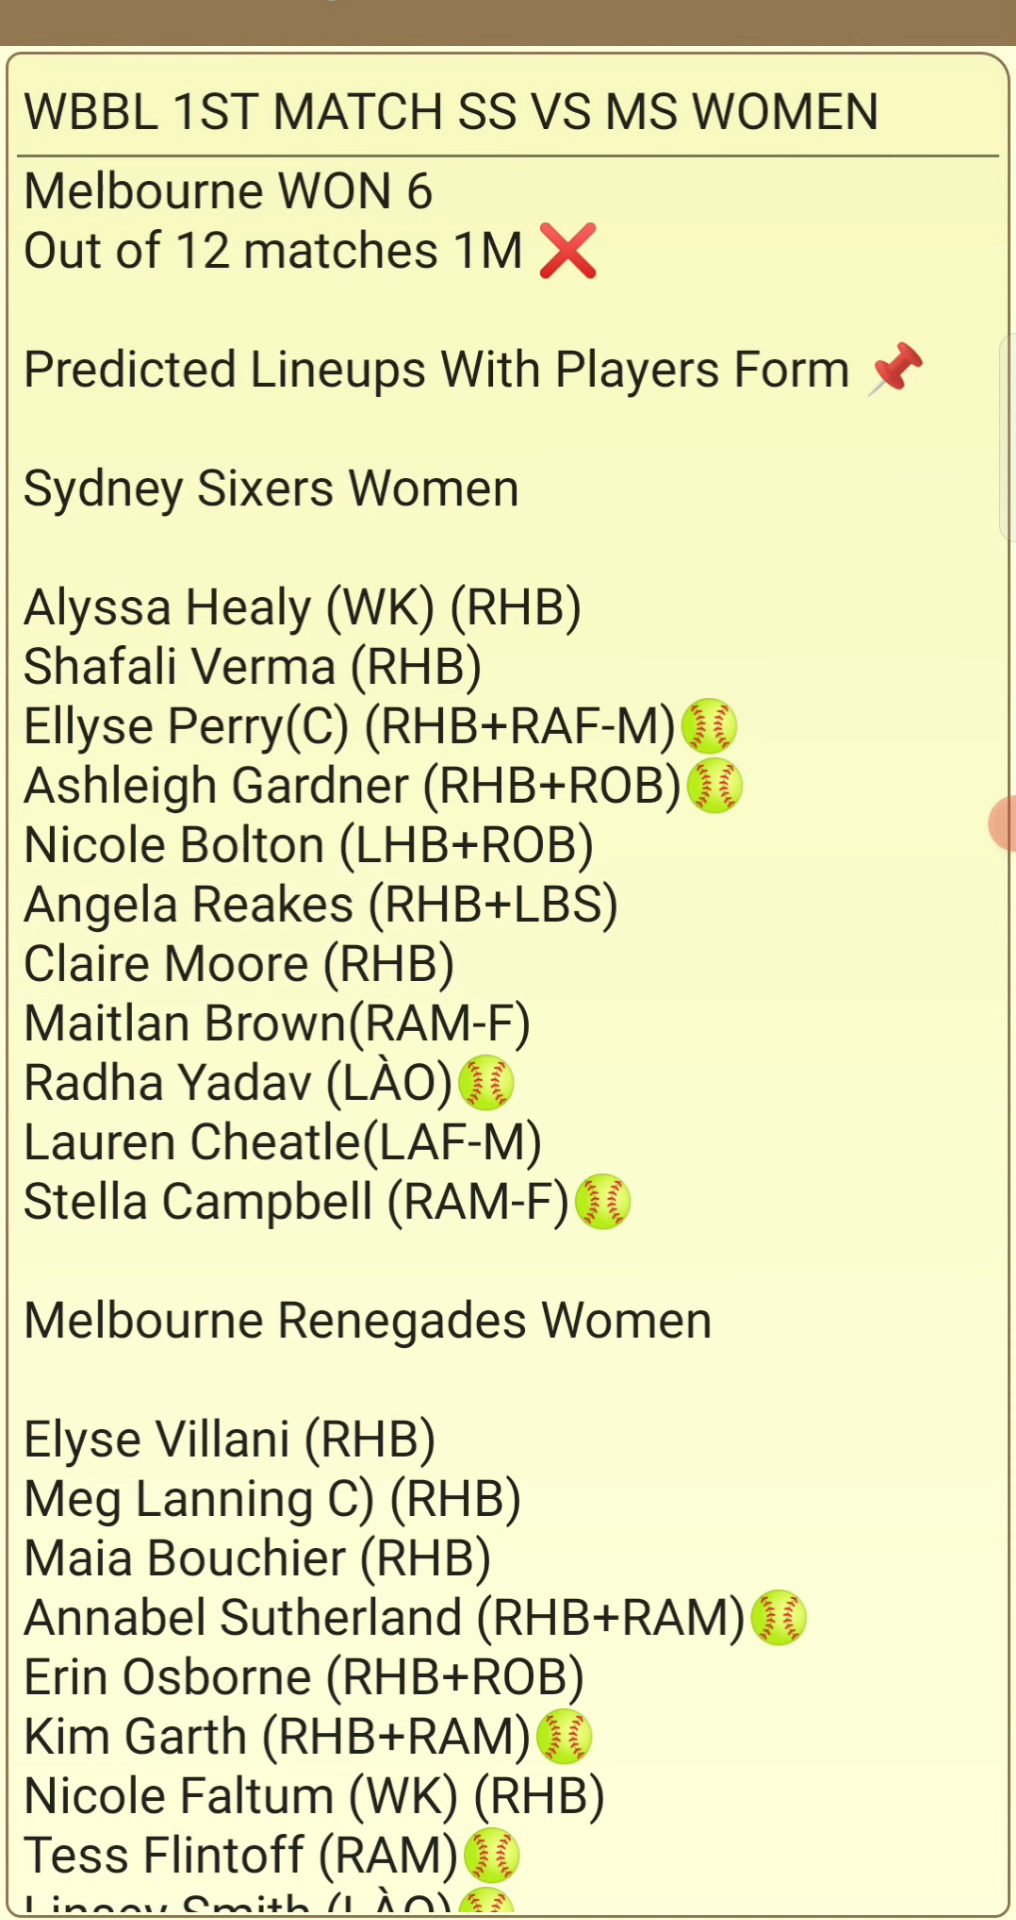 WBBL 1ST MATCH SS VS MS WOMEN
Melbourne WON 6
Out of 12 matches 1M ❌
Predicted Lineups With Players Form 📌
Sydney Sixers Women
Alyssa Healy (WK) (RHB)
Shafali Verma (RHB)
Ellyse Perry(C) (RHB+RAF-M)🥎
Ashleigh Gardner (RHB+ROB)🥎
Nicole Bolton (LHB+ROB)
Angela Reakes (RHB+LBS)
Claire Moore (RHB)
Maitlan Brown(RAM-F)
Radha Yadav (LÀO)🥎
Lauren Cheatle(LAF-M)
Stella Campbell (RAM-F)🥎
Melbourne Renegades Women
Elyse Villani (RHB)
Meg Lanning C) (RHB)
Maia Bouchier (RHB)
Annabel Sutherland (RHB+RAM)🥎
Erin Osborne (RHB+ROB)
Kim Garth (RHB+RAM)🥎
Nicole Faltum (WK) (RHB)
Tess Flintoff (RAM)🥎
Linsey Smith (LÀO)🥎